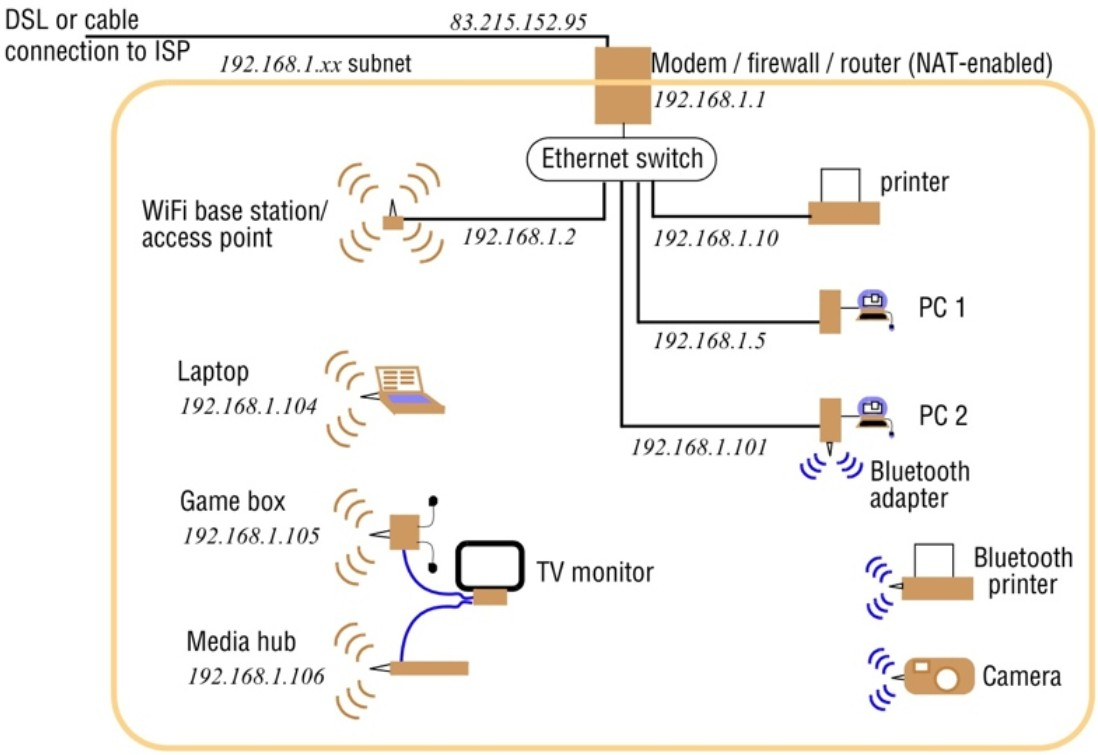 DSL or cable
connection to ISP
83.215.152.95
192.168.1.xx subnet
Modem / firewall / router (NAT-enabled)
192.168.1.1
Ethernet switch
printer
WiFi base station/
access point
192.168.1.2
192.168.1.10
PC 1
192.168.1.5
Laptop
192.168.1.104
PC 2
192.168.1.101
Bluetooth
adapter
Game box
192.168.1.105
TV monitor
Bluetooth
printer
Media hub
192.168.1.106
Camera